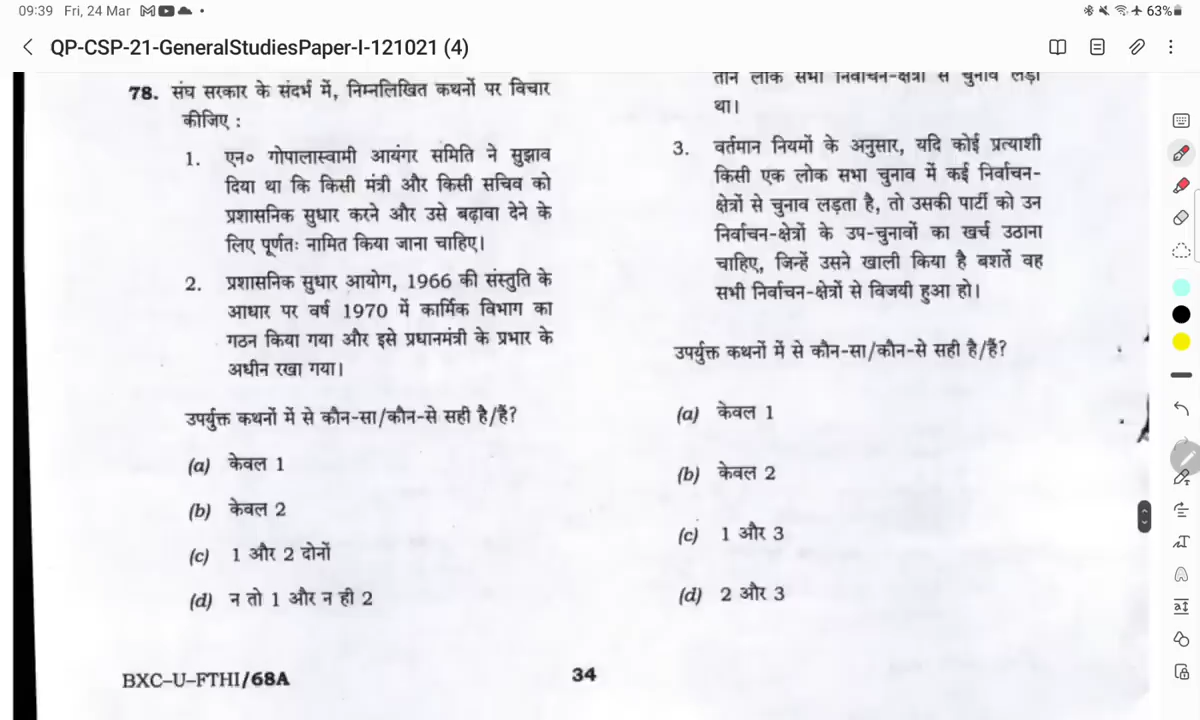 09:39 Fri, 24 Mar
63%
QP-CSP-21-GeneralStudiesPaper-I-121021 (4)
78. संघ सरकार के संदर्भ में, निम्नलिखित कथनों पर विचार
कीजिए :
1. एन० गोपालास्वामी आयंगर समिति ने सुझाव
दिया था कि किसी मंत्री और किसी सचिव को
प्रशासनिक सुधार करने और उसे बढ़ावा देने के
लिए पूर्णतः नामित किया जाना चाहिए।
2. प्रशासनिक सुधार आयोग, 1966 की संस्तुति के
आधार पर वर्ष 1970 में कार्मिक विभाग का
गठन किया गया और इसे प्रधानमंत्री के प्रभार के
अधीन रखा गया।
उपर्युक्त कथनों में से कौन-सा/कौन-से सही है/हैं?
(a) केवल 1
(b) केवल 2
(c) 1 और 2 दोनों
(d) न तो 1 और न ही 2
तीन लोक सभा निर्वाचन-क्षेत्रों से चुनाव लड़ा
था।
3. वर्तमान नियमों के अनुसार, यदि कोई प्रत्याशी
किसी एक लोक सभा चुनाव में कई निर्वाचन-
क्षेत्रों से चुनाव लड़ता है, तो उसकी पार्टी को उन
निर्वाचन-क्षेत्रों के उप-चुनावों का खर्च उठाना
चाहिए, जिन्हें उसने खाली किया है बशर्ते वह
सभी निर्वाचन-क्षेत्रों से विजयी हुआ हो।
उपर्युक्त कथनों में से कौन-सा/कौन-से सही है/हैं?
(a) केवल 1
(b) केवल 2
(c) 1 और 3
(d) 2 और 3
BXC-U-FTHI/68A
34